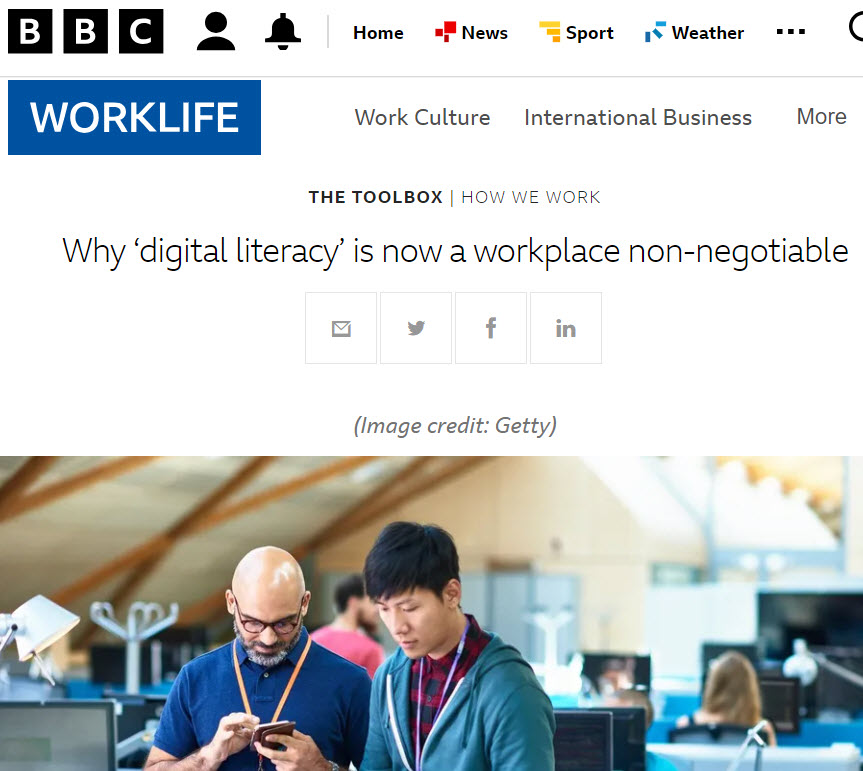 BBC Home News Sport Weather
WORKLIFE Work Culture International Business More
THE TOOLBOX | HOW WE WORK
Why ‘digital literacy’ is now a workplace non-negotiable
(Image credit: Getty)